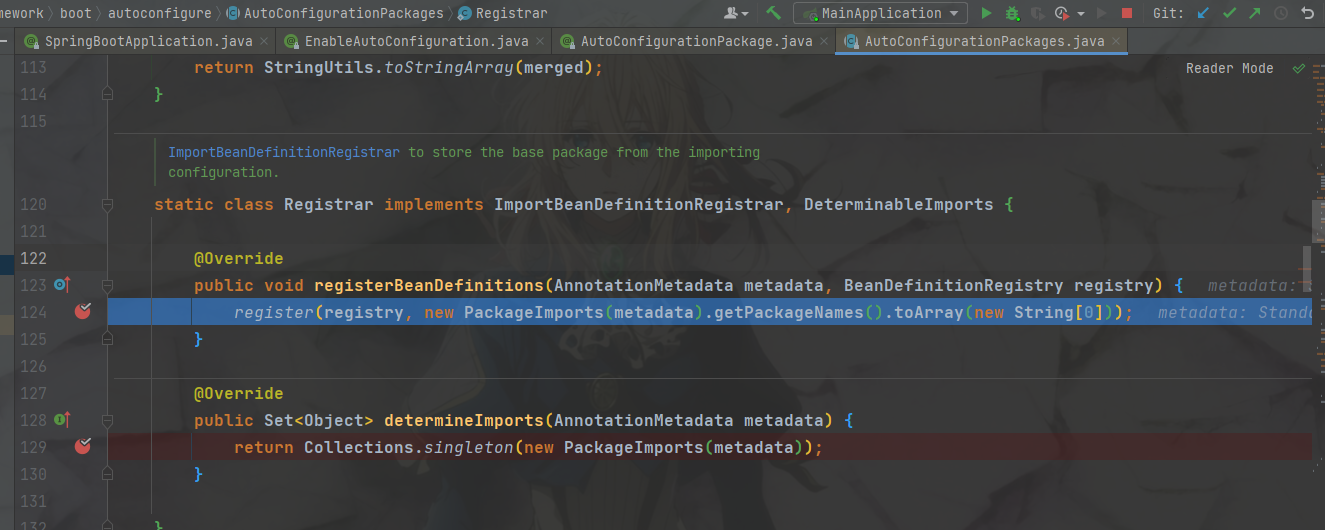 mework boot autoconfigure AutoConfigurationPackages Registrar MainApplication Git:
SpringBootApplication.java EnableAutoConfiguration.java AutoConfigurationPackage.java AutoConfigurationPackages.java
Reader Mode
113 return StringUtils.toStringArray(merged);
114 }
115
ImportBeanDefinitionRegistrar to store the base package from the importing
configuration.
120 static class Registrar implements ImportBeanDefinitionRegistrar, DeterminableImports {
121
122 @Override
123 public void registerBeanDefinitions(AnnotationMetadata metadata, BeanDefinitionRegistry registry) { metadata:
124 register(registry, new PackageImports(metadata).getPackageNames().toArray(new String[0])); metadata: Standa
125 }
126
127 @Override
128 public Set<Object> determineImports(AnnotationMetadata metadata) {
129 return Collections.singleton(new PackageImports(metadata));
130 }
131
132 }